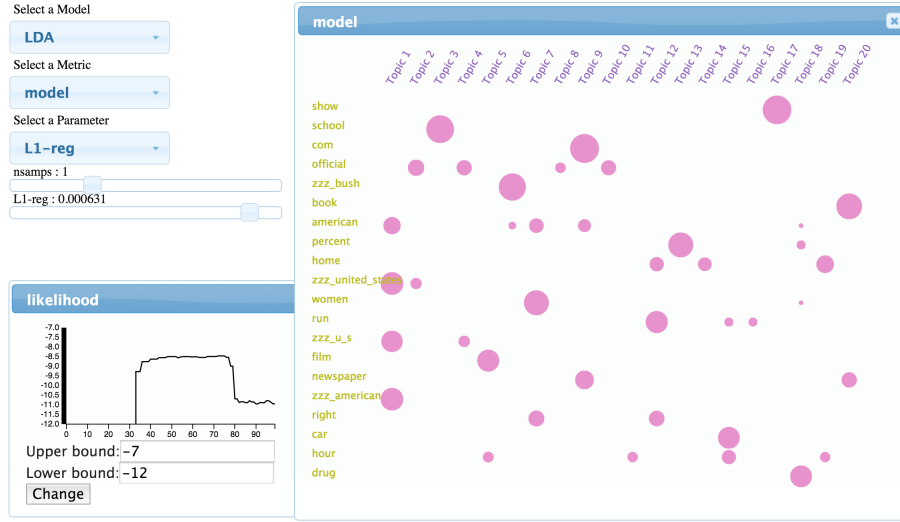 Select a Model
LDA
Select a Metric
model
Select a Parameter
L1-reg
nsamps : 1
L1-reg : 0.000631
likelihood
-7.0
-7.5
-8.0
-8.5
-9.0
-9.5
-10.0
-10.5
-11.0
-11.5
-12.0
0 10 20 30 40 50 60 70 80 90
Upper bound: -7
Lower bound: -12
Change
model
Topic 1 Topic 2 Topic 3 Topic 4 Topic 5 Topic 6 Topic 7 Topic 8 Topic 9 Topic 10 Topic 11 Topic 12 Topic 13 Topic 14 Topic 15 Topic 16 Topic 17 Topic 18 Topic 19 Topic 20
show
school
com
official
zzz_bush
book
american
percent
home
zzz_united_states
women
run
zzz_u_s
film
newspaper
zzz_american
right
car
hour
drug